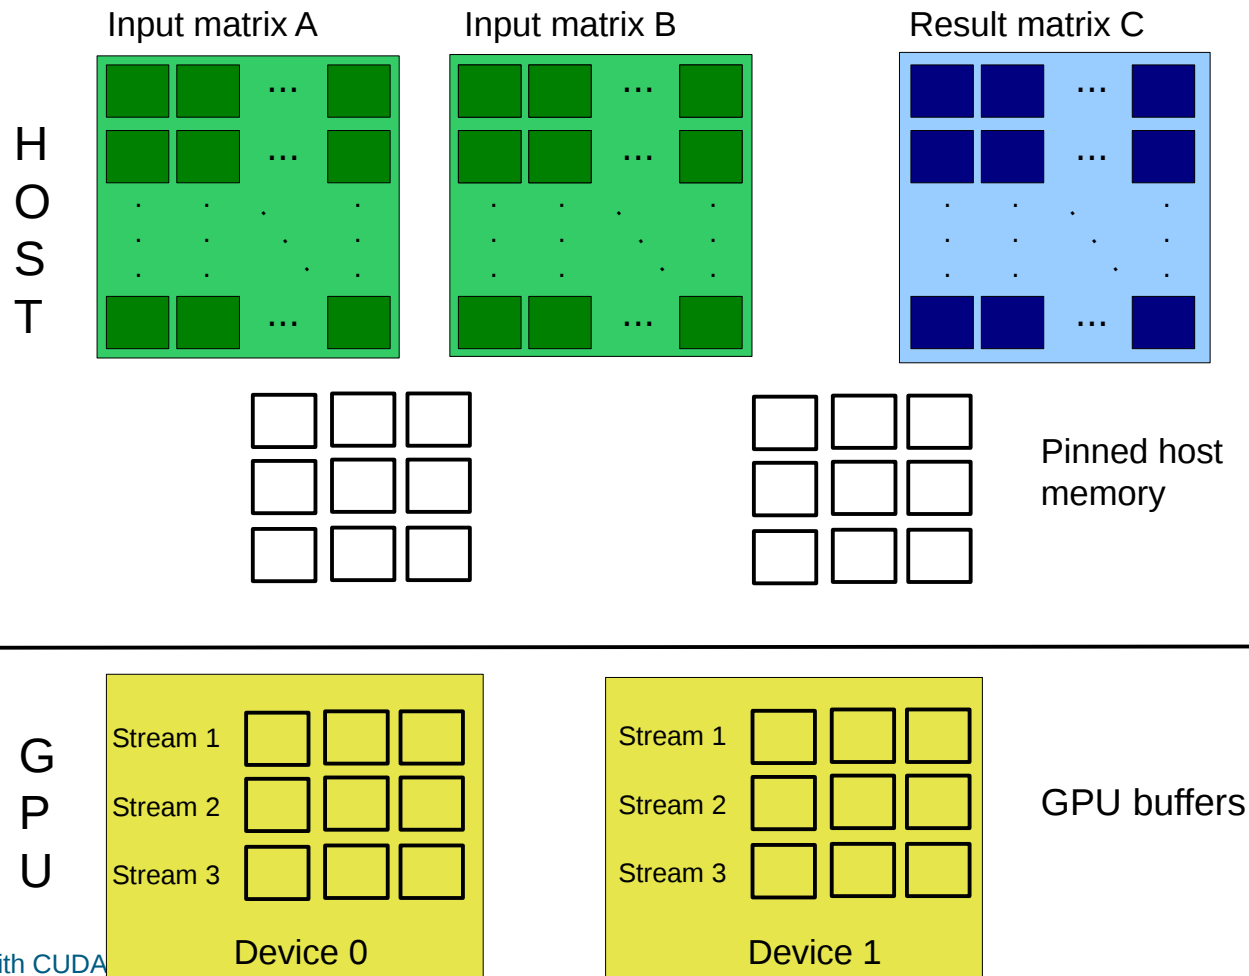 Input matrix A
Input matrix B
Result matrix C
...
...
...
...
...
...
H
O
S
T
...
...
...
Pinned host
memory
G
P
U
Stream 1
Stream 2
Stream 3
Device 0
Stream 1
Stream 2
Stream 3
Device 1
GPU buffers
ith CUDA